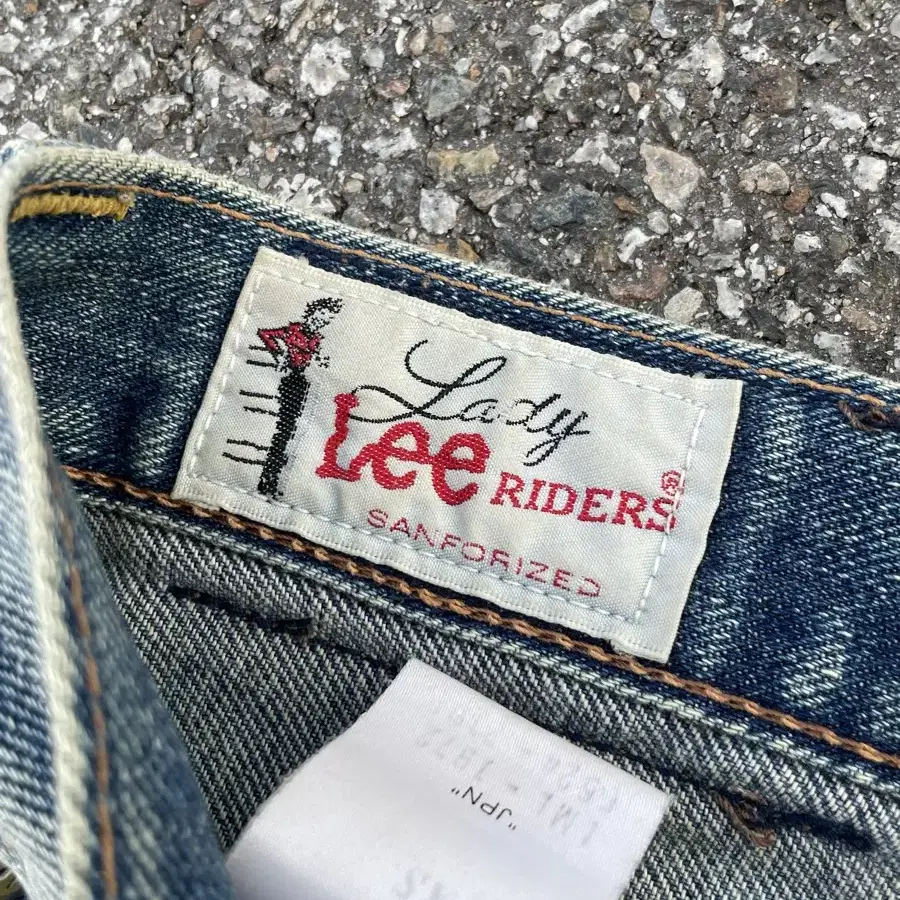 Lady
Lee RIDERS®
SANFORIZED
"JPN"